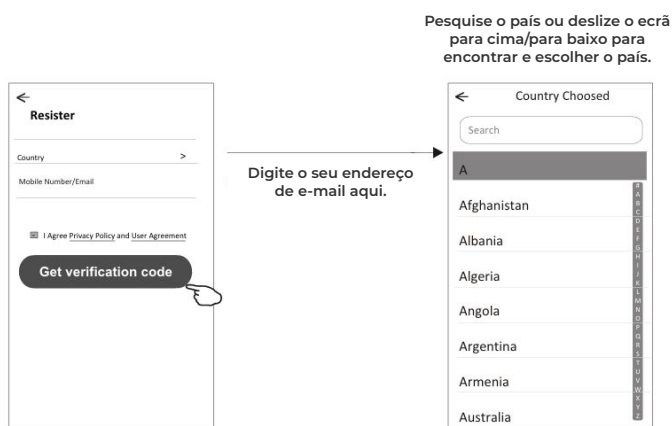 Pesquise o país ou deslize o ecrã
para cima/para baixo para
encontrar e escolher o país.
Resister
Country >
Mobile Number/Email
I Agree Privacy Policy and User Agreement
Get verification code
Digite o seu endereço
de e-mail aqui.
Country Choosed
Search
A
Afghanistan
Albania
Algeria
Angola
Argentina
Armenia
Australia
#
A
B
C
D
E
F
G
H
I
J
K
L
M
N
O
P
Q
R
S
T
U
V
W
X
Y
Z